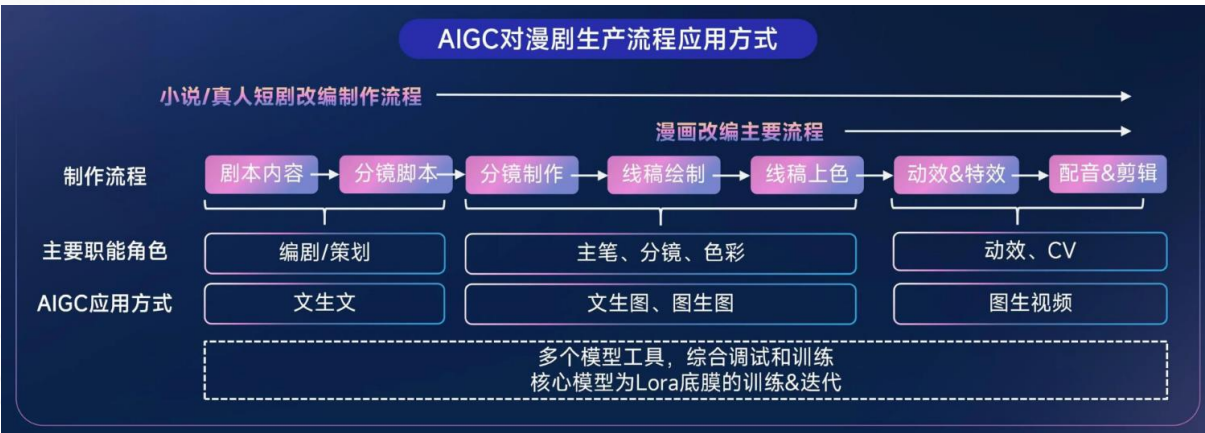 AIGC对漫剧生产流程应用方式
小说/真人短剧改编制作流程
漫画改编主要流程
制作流程
剧本内容
分镜脚本
分镜制作
线稿绘制
线稿上色
动效&特效
配音&剪辑
主要职能角色
编剧/策划
主笔、分镜、色彩
动效、CV
AIGC应用方式
文生文
文生图、图生图
图生视频
多个模型工具，综合调试和训练
核心模型为Lora底膜的训练&迭代